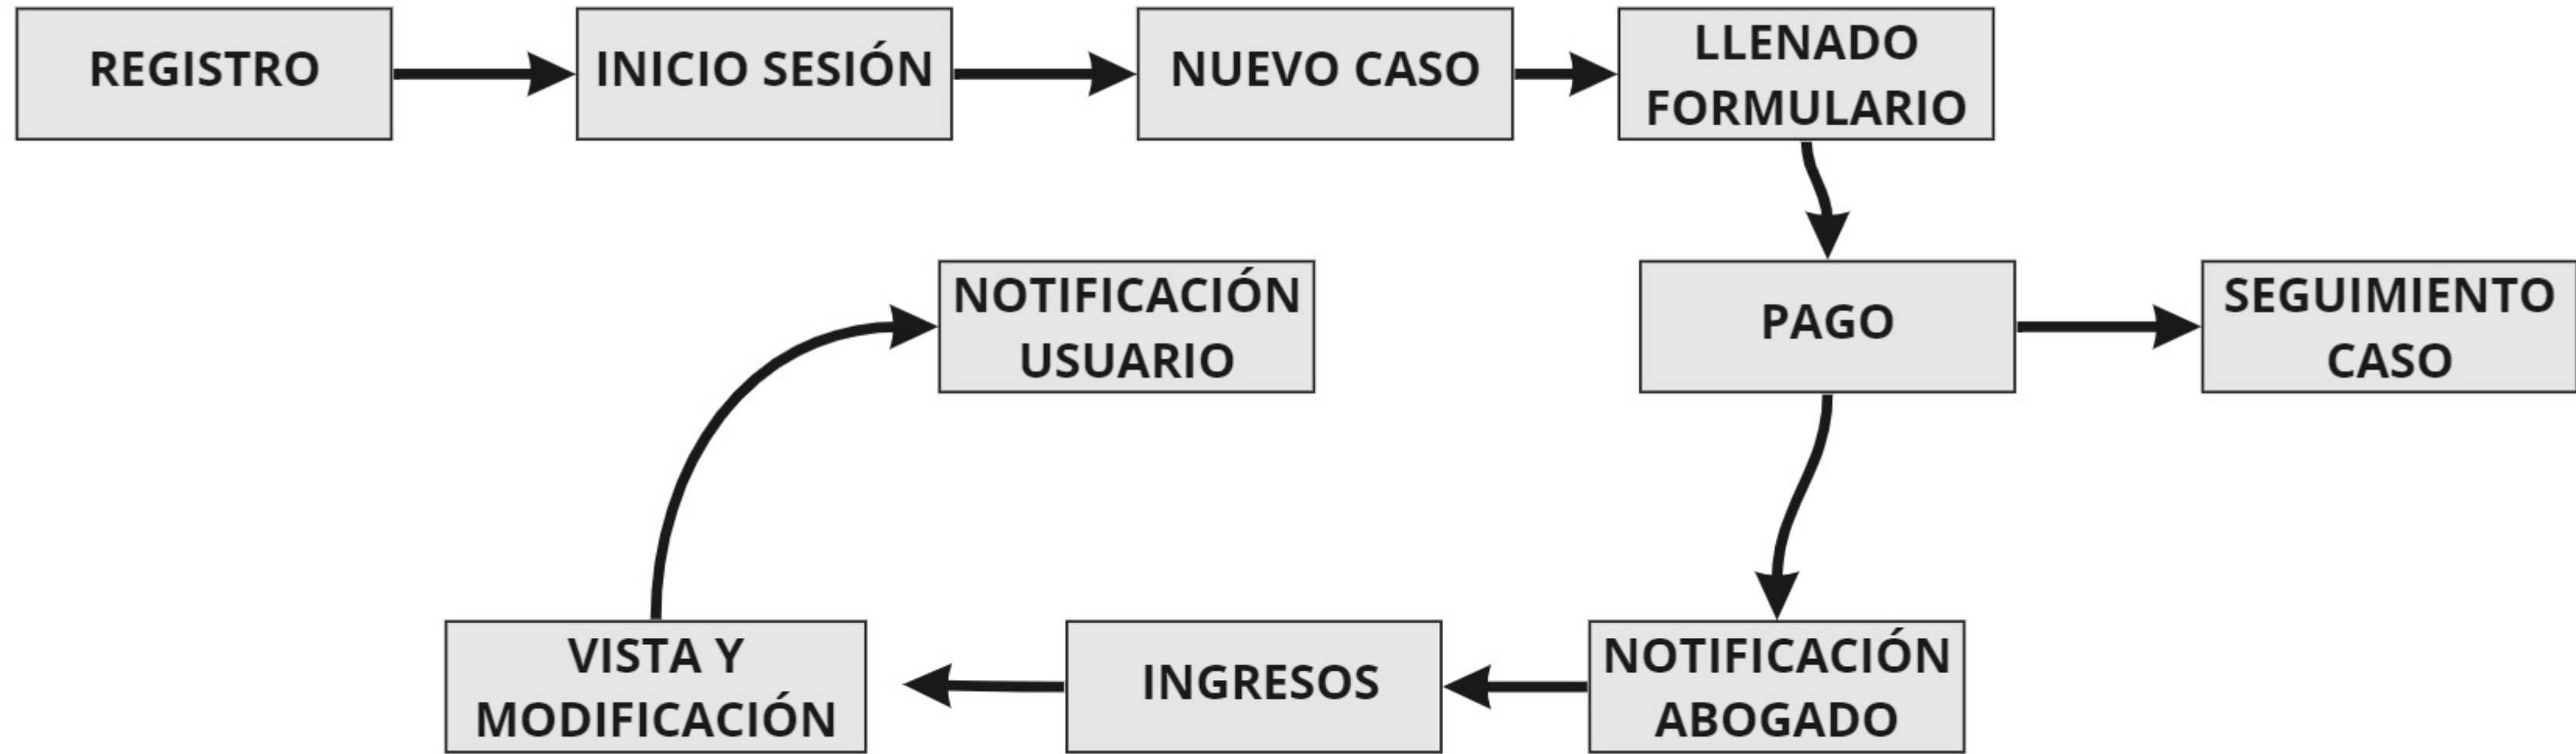 REGISTRO
INICIO SESIÓN
NUEVO CASO
LLENADO
FORMULARIO
NOTIFICACIÓN
USUARIO
PAGO
SEGUIMIENTO
CASO
VISTA Y
MODIFICACIÓN
INGRESOS
NOTIFICACIÓN
ABOGADO